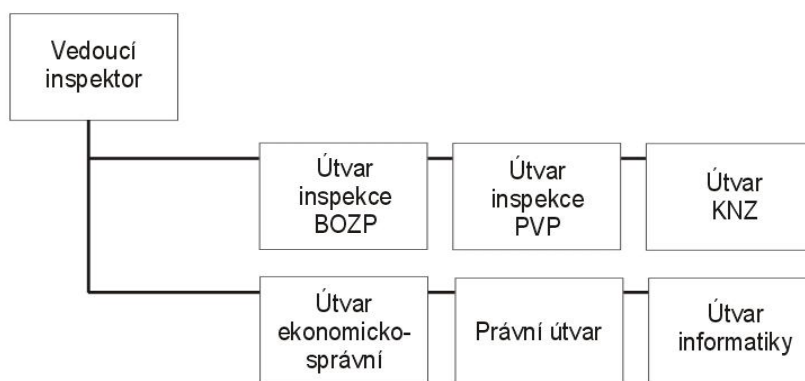 Vedoucí
inspektor
Útvar
inspekce
BOZP
Útvar
inspekce
PVP
Útvar
KNZ
Útvar
ekonomicko-
správní
Právní útvar
Útvar
informatiky